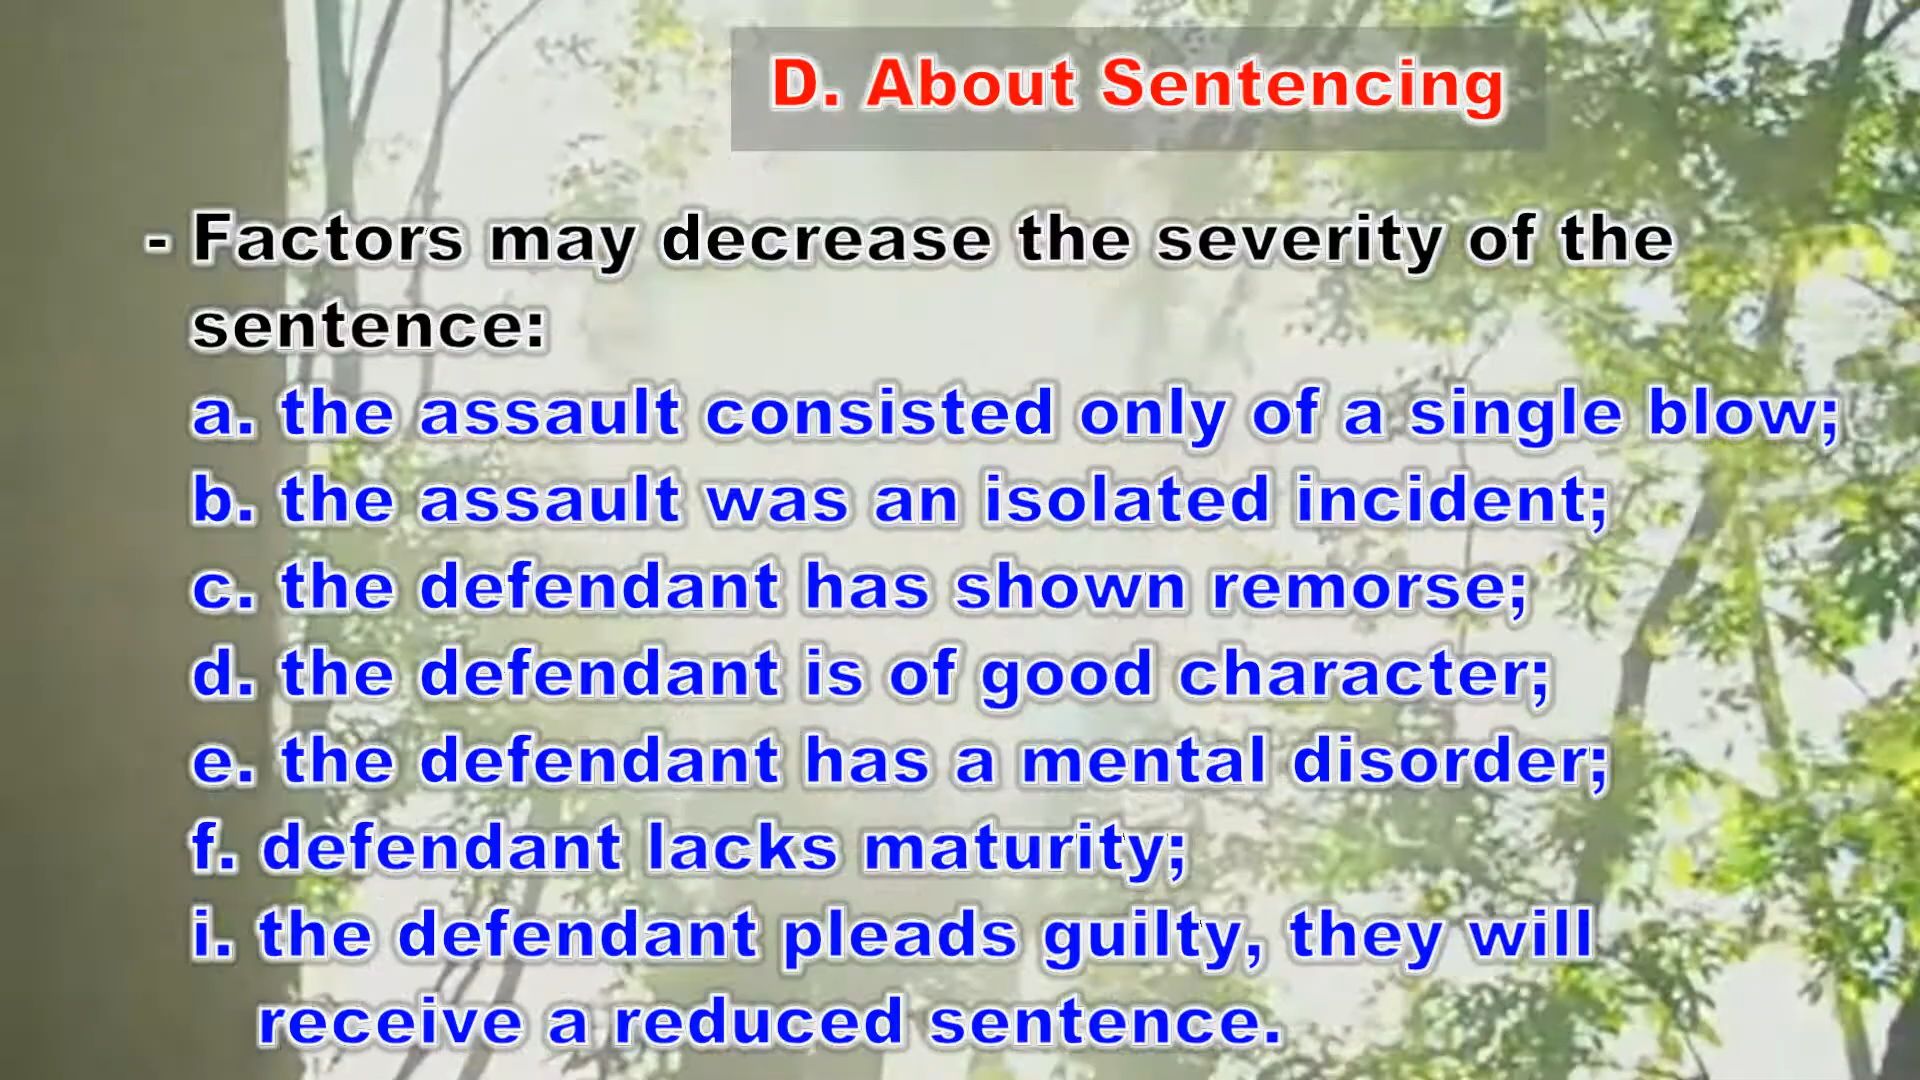 D. About Sentencing
- Factors may decrease the severity of the
sentence:
a. the assault consisted only of a single blow;
b. the assault was an isolated incident;
c. the defendant has shown remorse;
d. the defendant is of good character;
e. the defendant has a mental disorder;
f. defendant lacks maturity;
i. the defendant pleads guilty, they will
receive a reduced sentence.